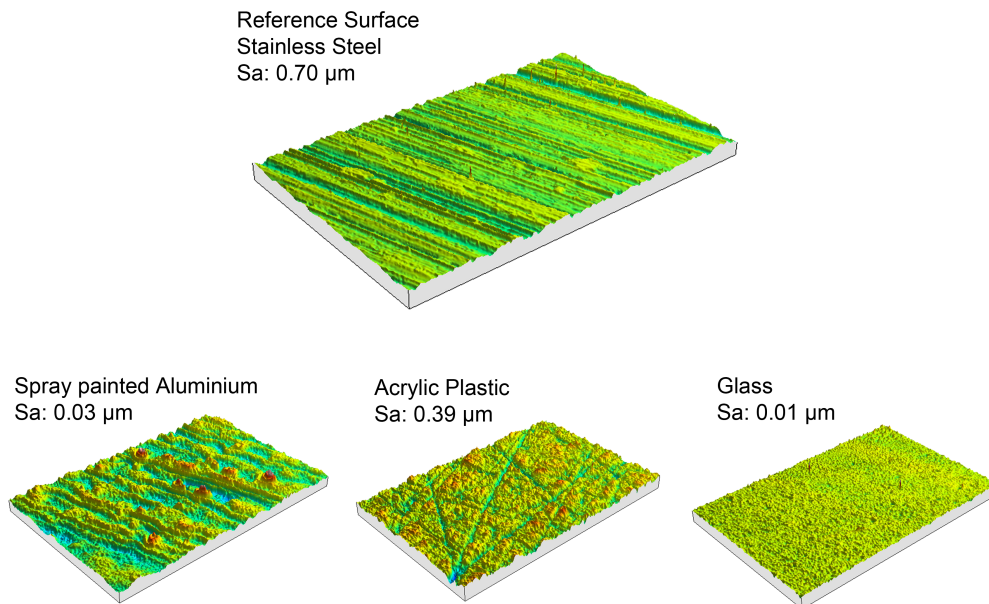 Reference Surface
Stainless Steel
Sa: 0.70 µm
Spray painted Aluminium
Sa: 0.03 µm
Acrylic Plastic
Sa: 0.39 µm
Glass
Sa: 0.01 µm